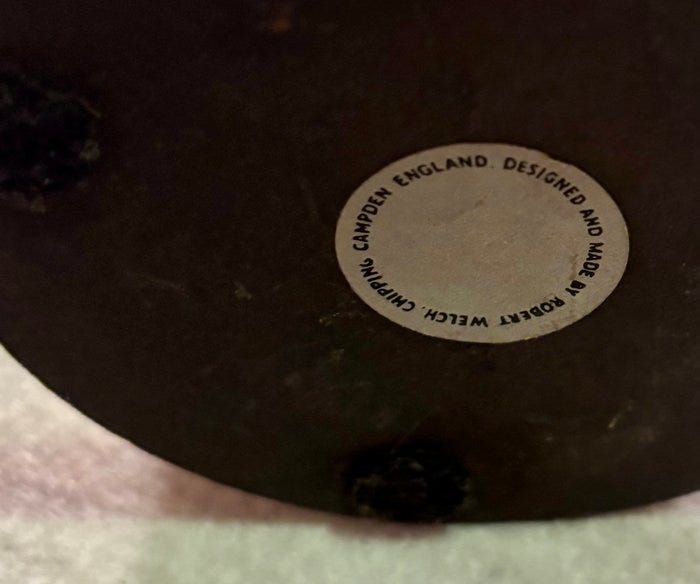 DESIGNED AND MADE BY ROBERT WELCH. CHIPPING CAMPDEN ENGLAND.